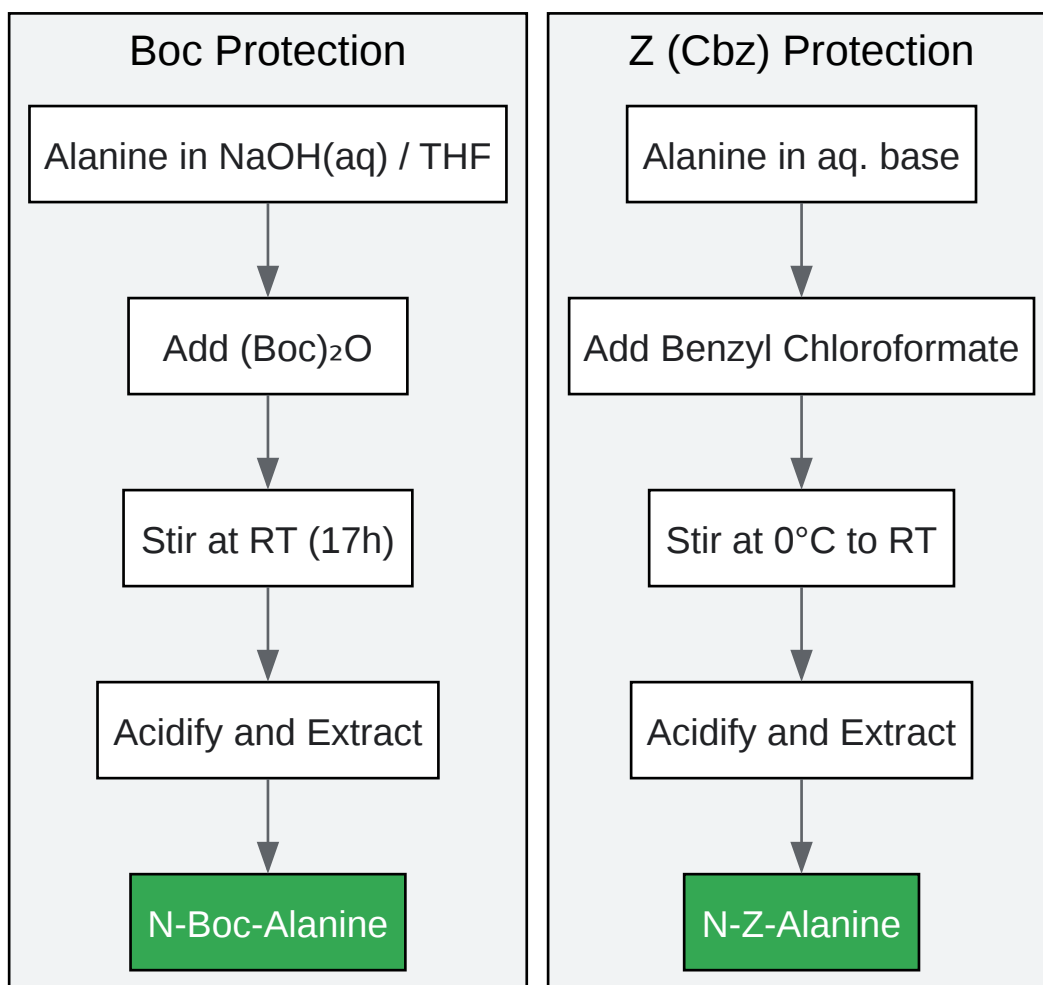 Boc Protection
Alanine in NaOH(aq) / THF
Add (Boc)₂O
Stir at RT (17h)
Acidify and Extract
N-Boc-Alanine
Z (Cbz) Protection
Alanine in aq. base
Add Benzyl Chloroformate
Stir at 0°C to RT
Acidify and Extract
N-Z-Alanine